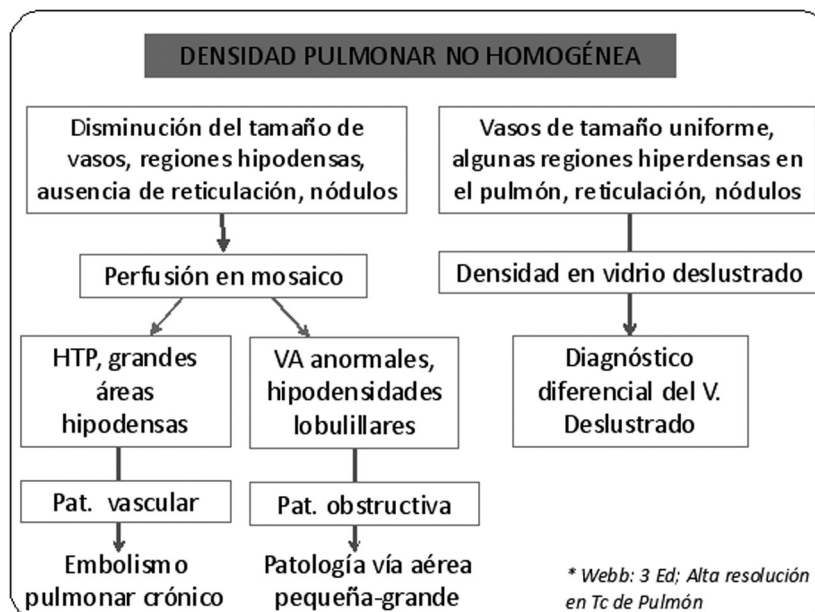 DENSIDAD PULMONAR NO HOMOGÉNEA
Disminución del tamaño de
vasos, regiones hipodensas,
ausencia de reticulación, nódulos
Vasos de tamaño uniforme,
algunas regiones hiperdensas en
el pulmón, reticulación, nódulos
Perfusión en mosaico
Densidad en vidrio deslustrado
HTP, grandes
áreas
hipodensas
VA anormales,
hipodensidades
lobulillares
Diagnóstico
diferencial del V.
Deslustrado
Pat. vascular
Pat. obstructiva
Embolismo
pulmonar crónico
Patología vía aérea
pequeña-grande
* Webb: 3 Ed; Alta resolución
en Tc de Pulmón